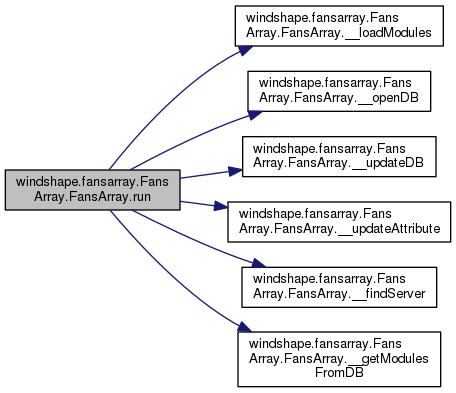 windshape.fansarray.Fans
Array.FansArray.__loadModules
windshape.fansarray.Fans
Array.FansArray.__openDB
windshape.fansarray.Fans
Array.FansArray.__updateDB
windshape.fansarray.Fans
Array.FansArray.run
windshape.fansarray.Fans
Array.FansArray.__updateAttribute
windshape.fansarray.Fans
Array.FansArray.__findServer
windshape.fansarray.Fans
Array.FansArray.__getModules
FromDB